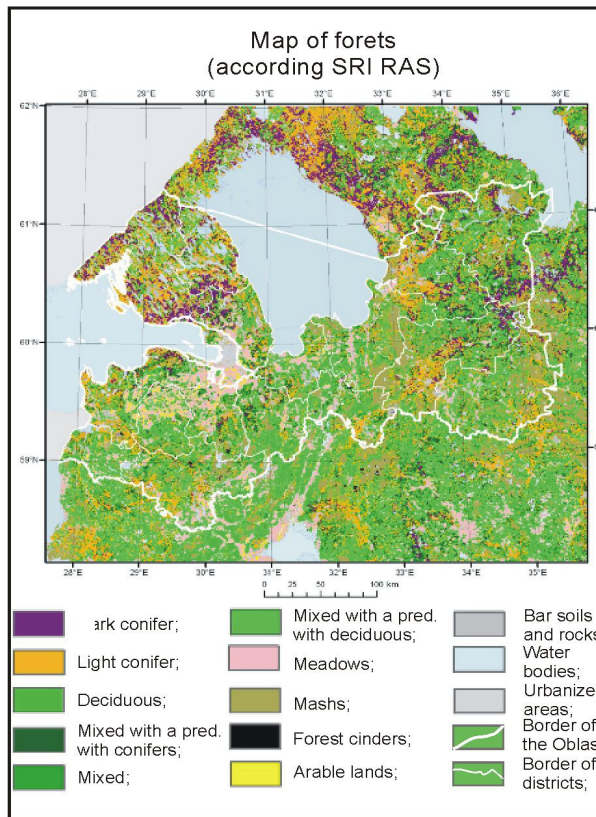 Map of forets
(according SRI RAS)
28°E 29°E 30°E 31°E 32°E 33°E 34°E 35°E 36°E
62°N
61°N
60°N
59°N
28°E 29°E 30°E 31°E 32°E 33°E 34°E 35°E
0 25 50 100 km
ark conifer;
Light conifer;
Deciduous;
Mixed with a pred.
with conifers;
Mixed;
Mixed with a pred.
with deciduous;
Meadows;
Mashs;
Forest cinders;
Arable lands;
Bar soils
and rocks
Water
bodies;
Urbanize
areas;
Border of
the Oblas
Border of
districts;